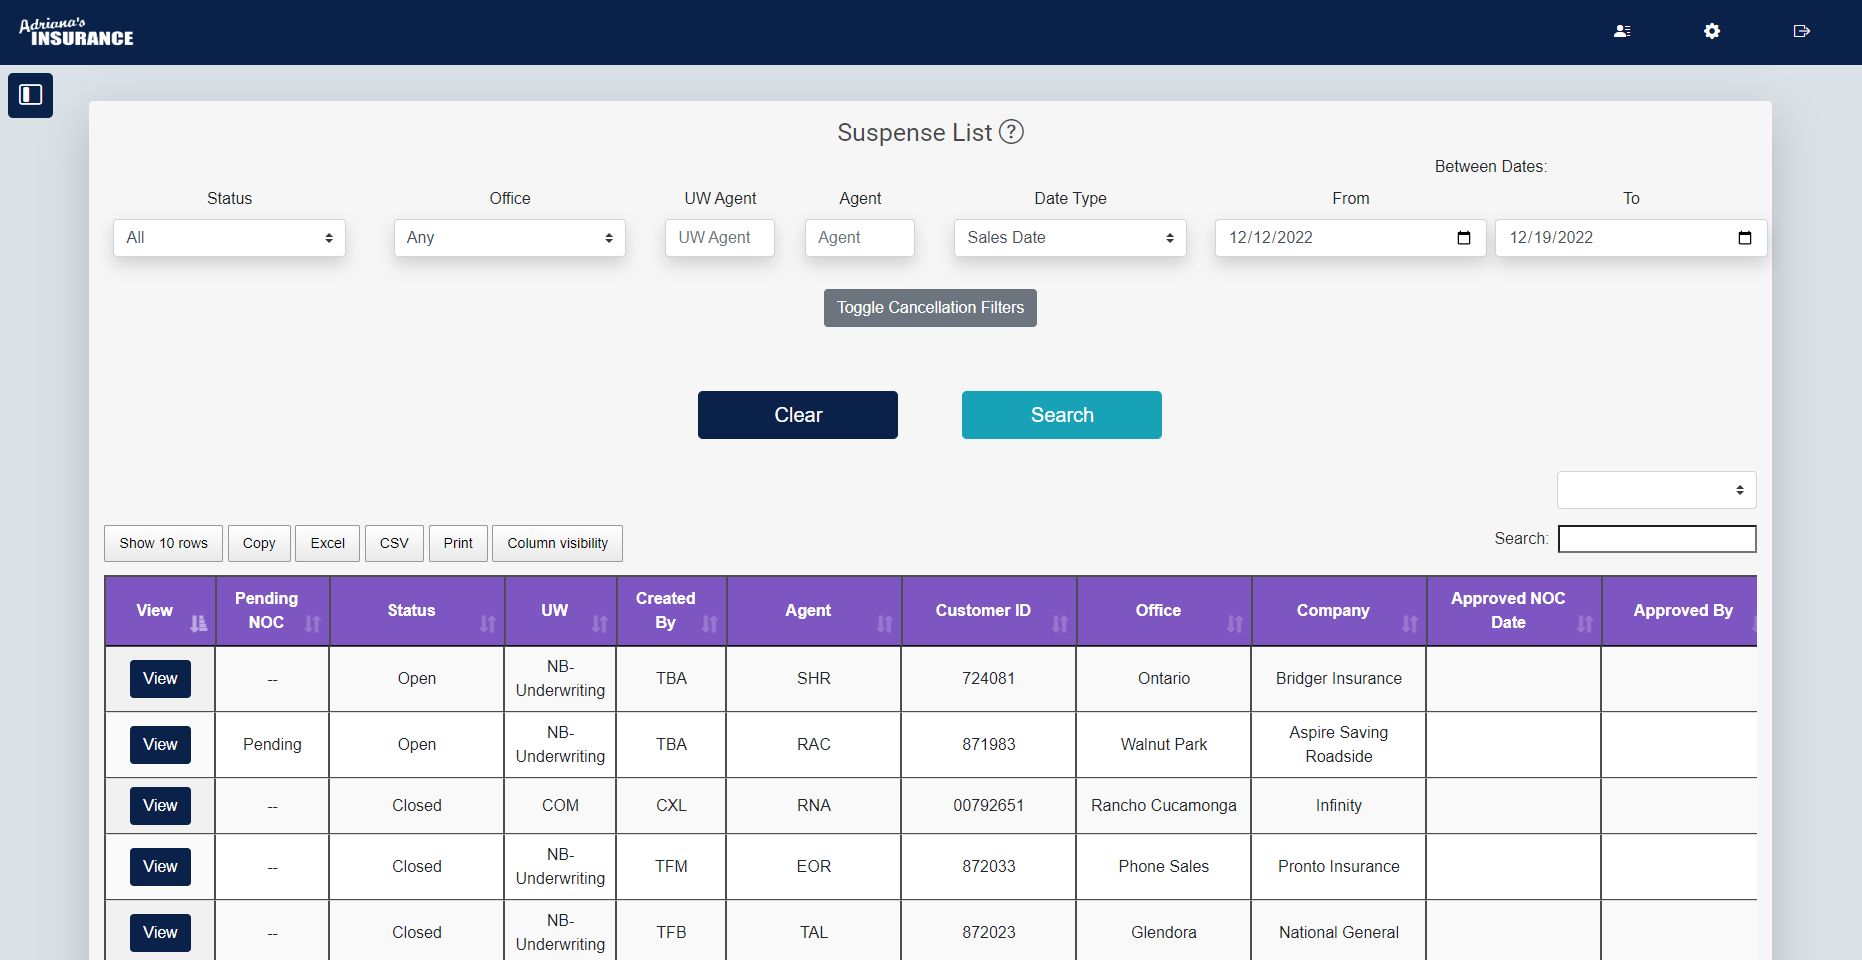 Adriana's
INSURANCE
Suspense List ?
Between Dates:
Status Office UW Agent Agent Date Type From To
All Any UW Agent Agent Sales Date 12/12/2022 12/19/2022
Toggle Cancellation Filters
Clear Search
Show 10 rows Copy Excel CSV Print Column visibility Search:
View Pending NOC Status UW Created By Agent Customer ID Office Company Approved NOC Date Approved By
View -- Open NB-Underwriting TBA SHR 724081 Ontario Bridger Insurance
View Pending Open NB-Underwriting TBA RAC 871983 Walnut Park Aspire Saving Roadside
View -- Closed COM CXL RNA 00792651 Rancho Cucamonga Infinity
View -- Closed NB-Underwriting TFM EOR 872033 Phone Sales Pronto Insurance
View -- Closed NB-Underwriting TFB TAL 872023 Glendora National General